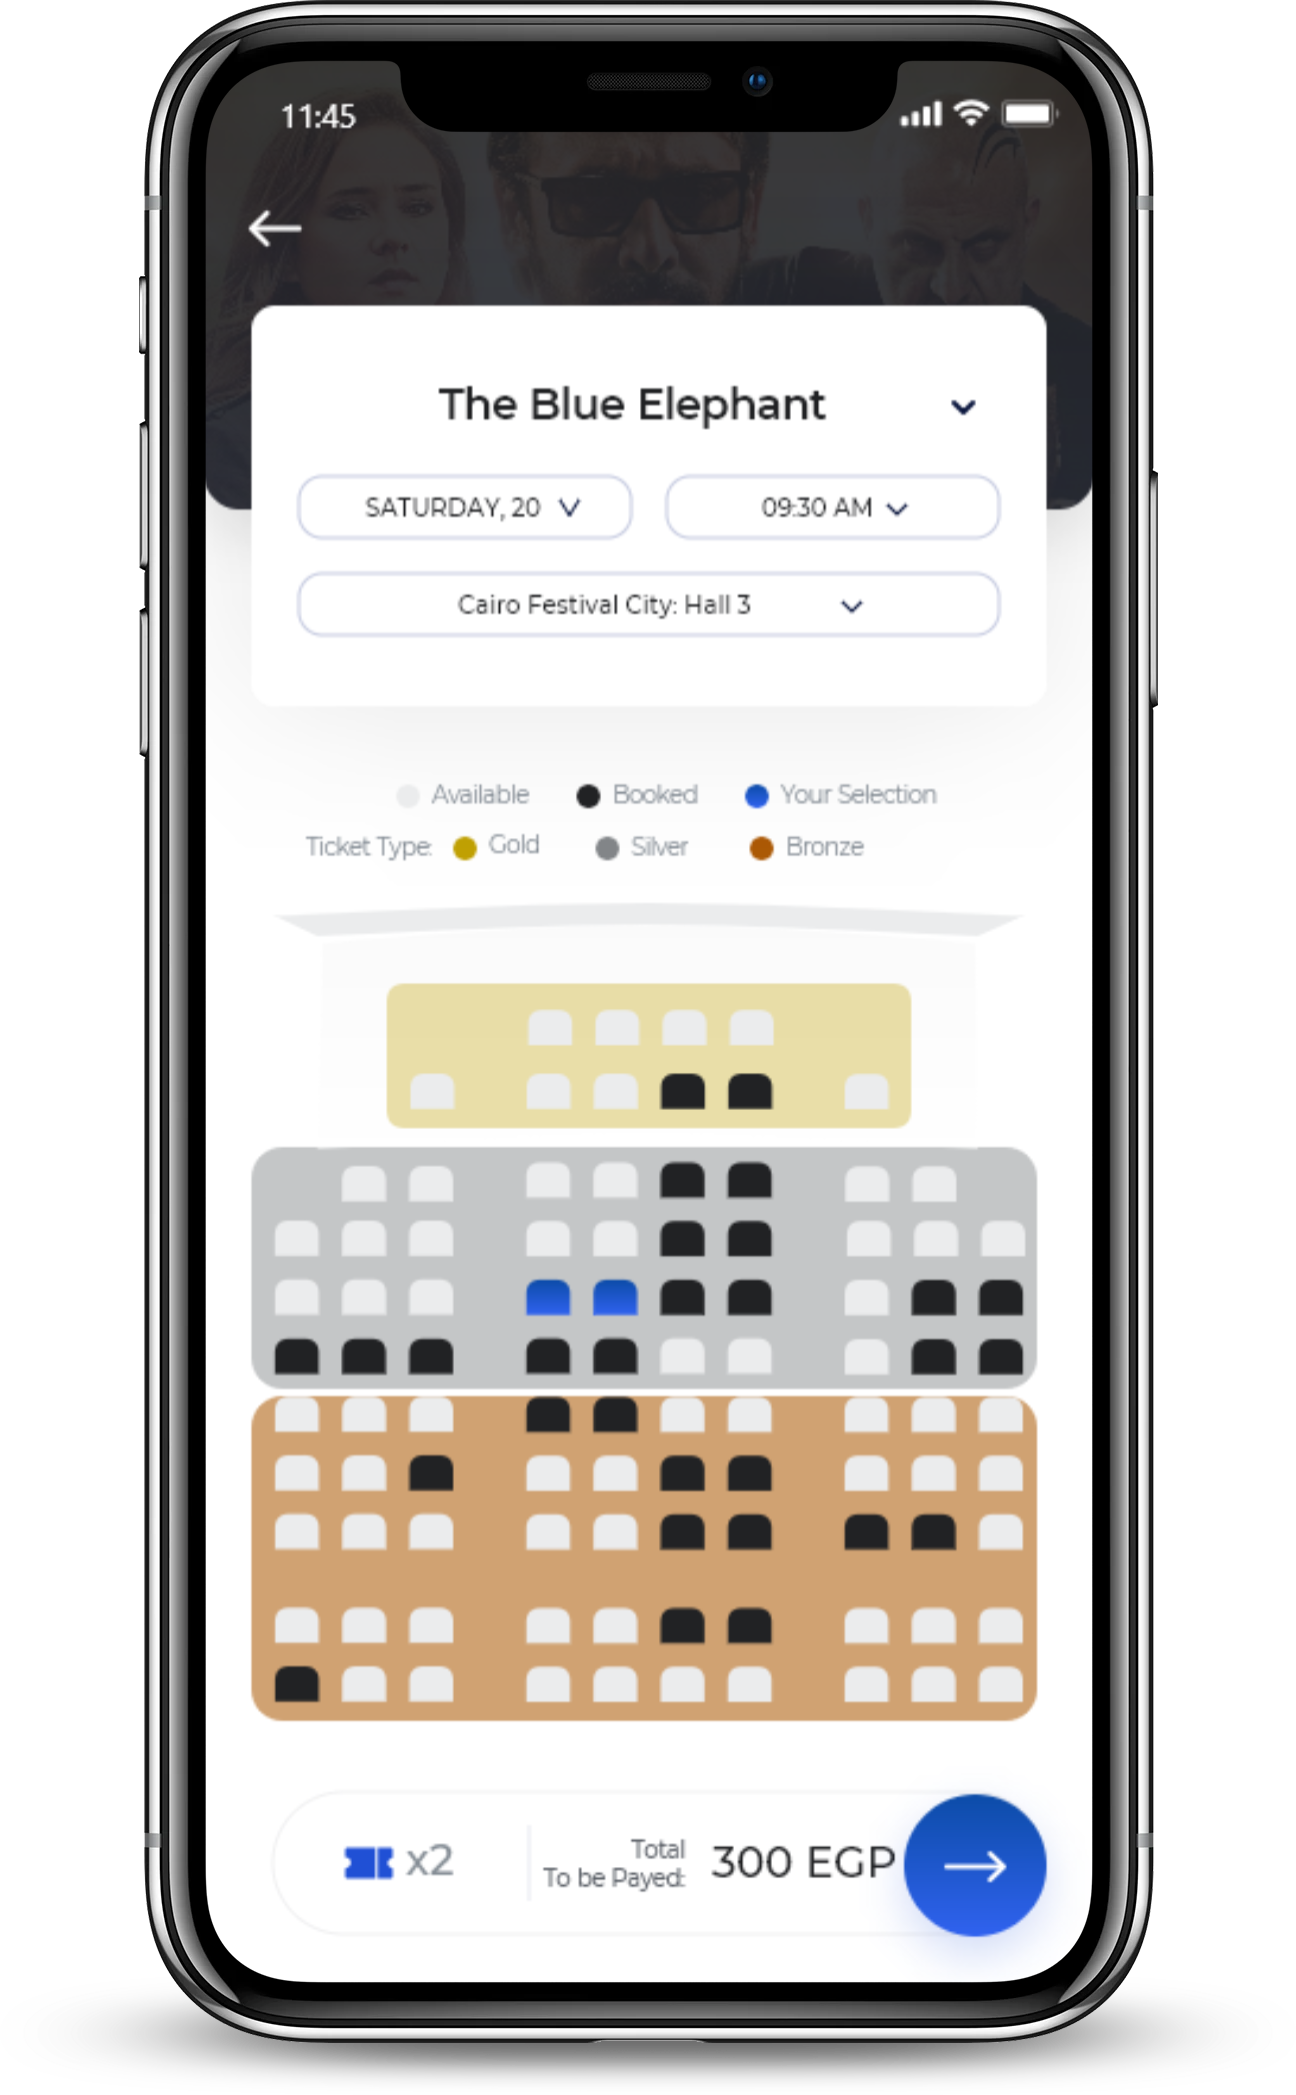 11:45
The Blue Elephant
SATURDAY, 20
09:30 AM
Cairo Festival City: Hall 3
Available
Booked
Your Selection
Ticket Type:
Gold
Silver
Bronze
x2
Total
To be Payed:
300 EGP